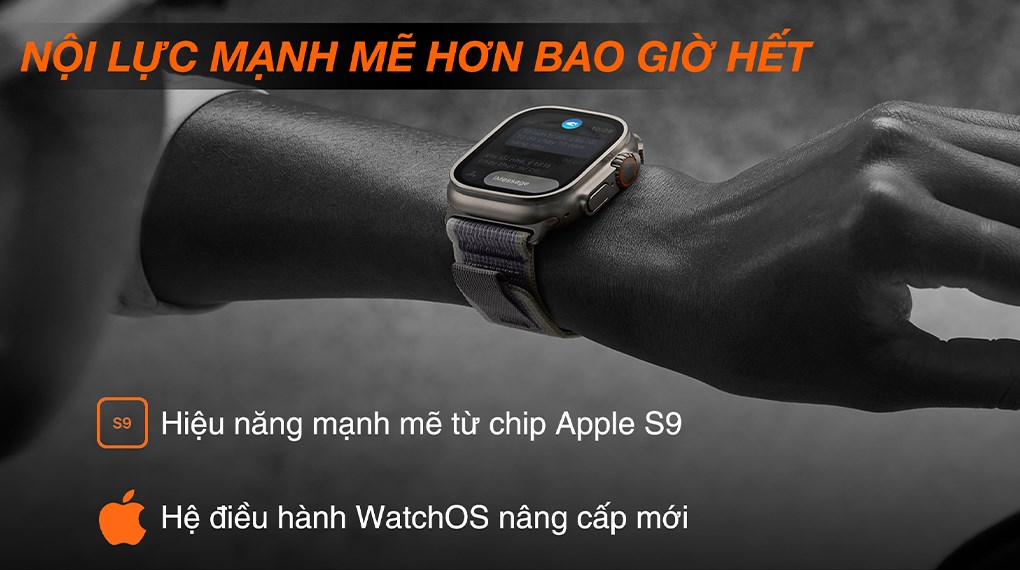 NỘI LỰC MẠNH MẼ HƠN BAO GIỜ HẾT
iMessage
S9 Hiệu năng mạnh mẽ từ chip Apple S9
Hệ điều hành WatchOS nâng cấp mới